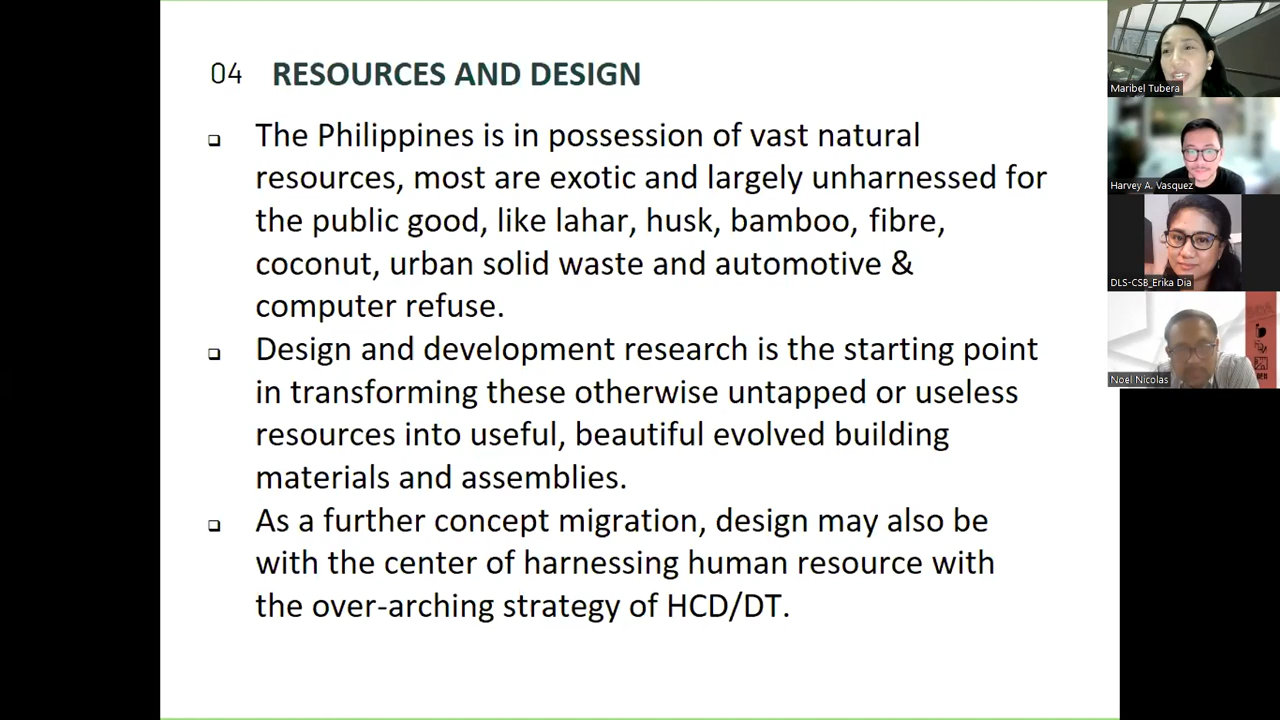 04 RESOURCES AND DESIGN
The Philippines is in possession of vast natural
resources, most are exotic and largely unharnessed for
the public good, like lahar, husk, bamboo, fibre,
coconut, urban solid waste and automotive &
computer refuse.
Design and development research is the starting point
in transforming these otherwise untapped or useless
resources into useful, beautiful evolved building
materials and assemblies.
As a further concept migration, design may also be
with the center of harnessing human resource with
the over-arching strategy of HCD/DT.
Maribel Tubera
Harvey A. Vasquez
DLS-CSB_Erika Dia
Noel Nicolas